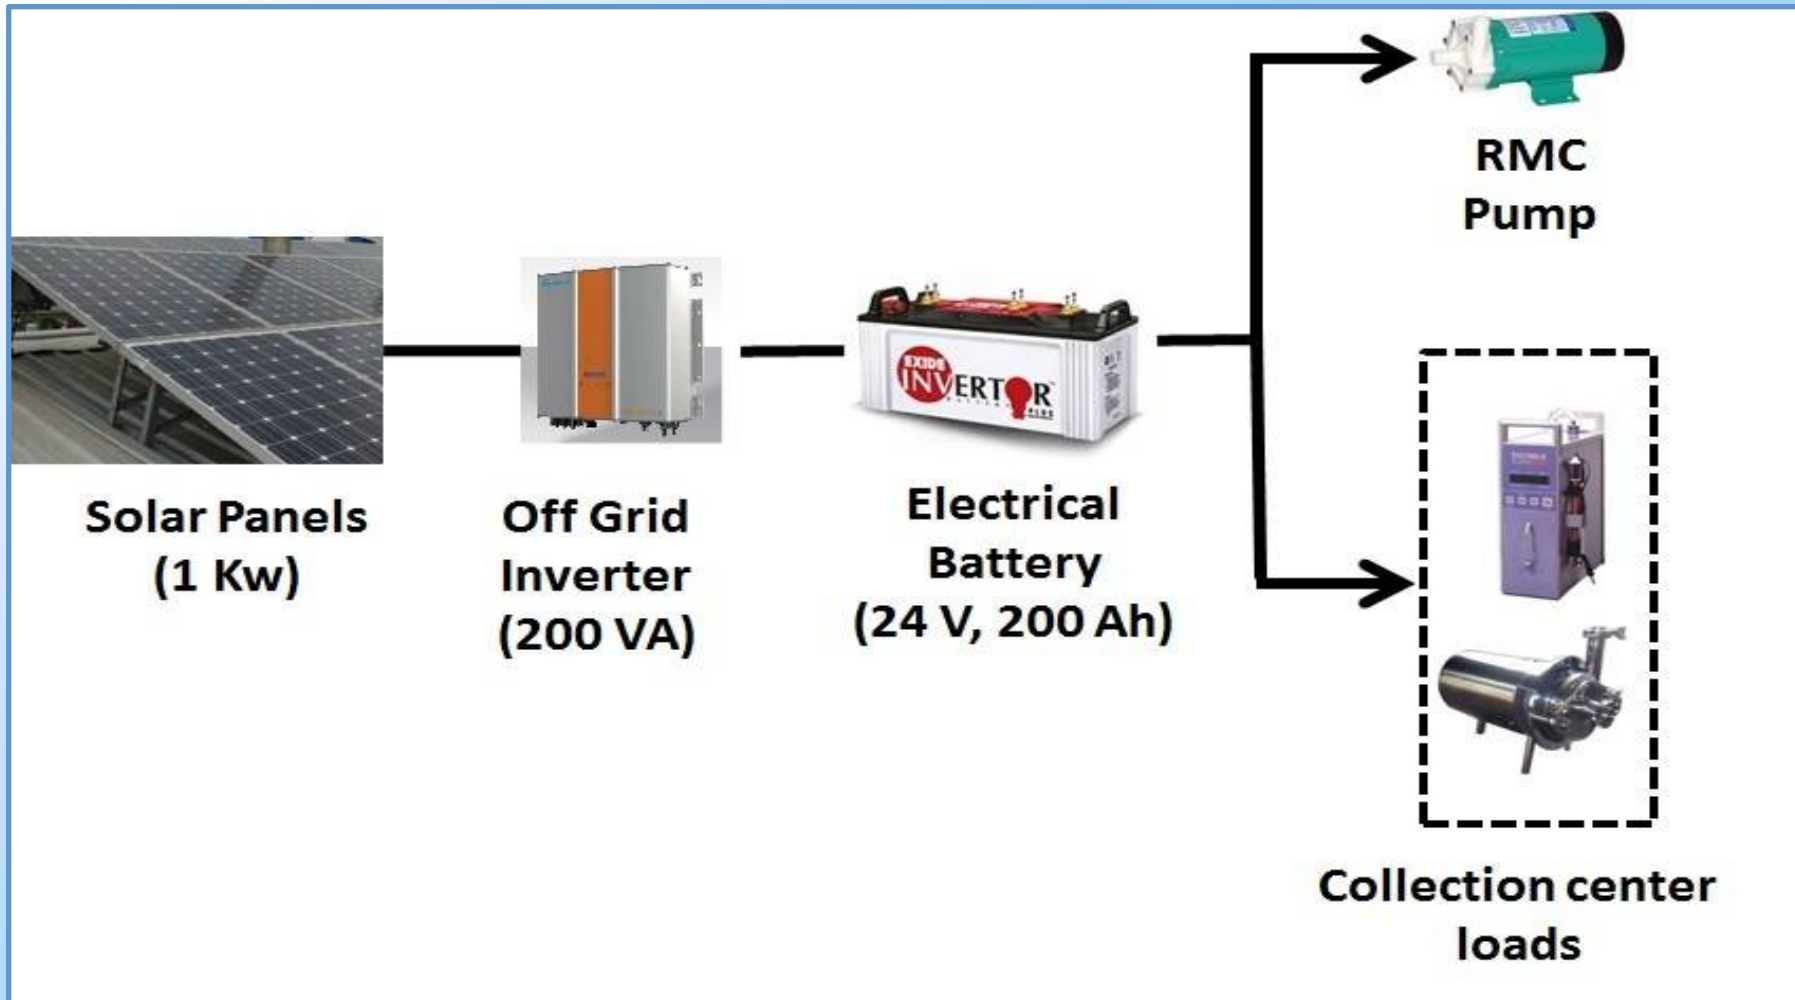 RMC
Pump
EXIDE
INVERTOR
PLUS
Solar Panels
(1 Kw)
Off Grid
Inverter
(200 VA)
Electrical
Battery
(24 V, 200 Ah)
Collection center
loads